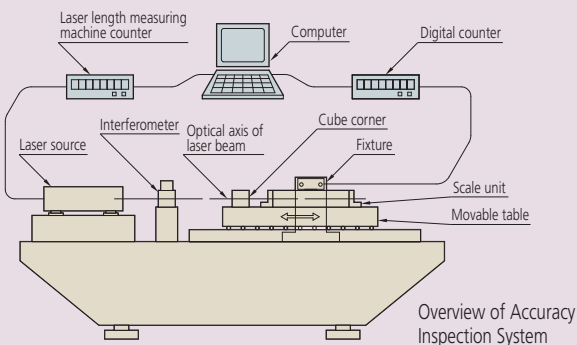 Laser length measuring
machine counter
Computer
Digital counter
Interferometer
Optical axis of
laser beam
Cube corner
Fixture
Laser source
Scale unit
Movable table
Overview of Accuracy
Inspection System